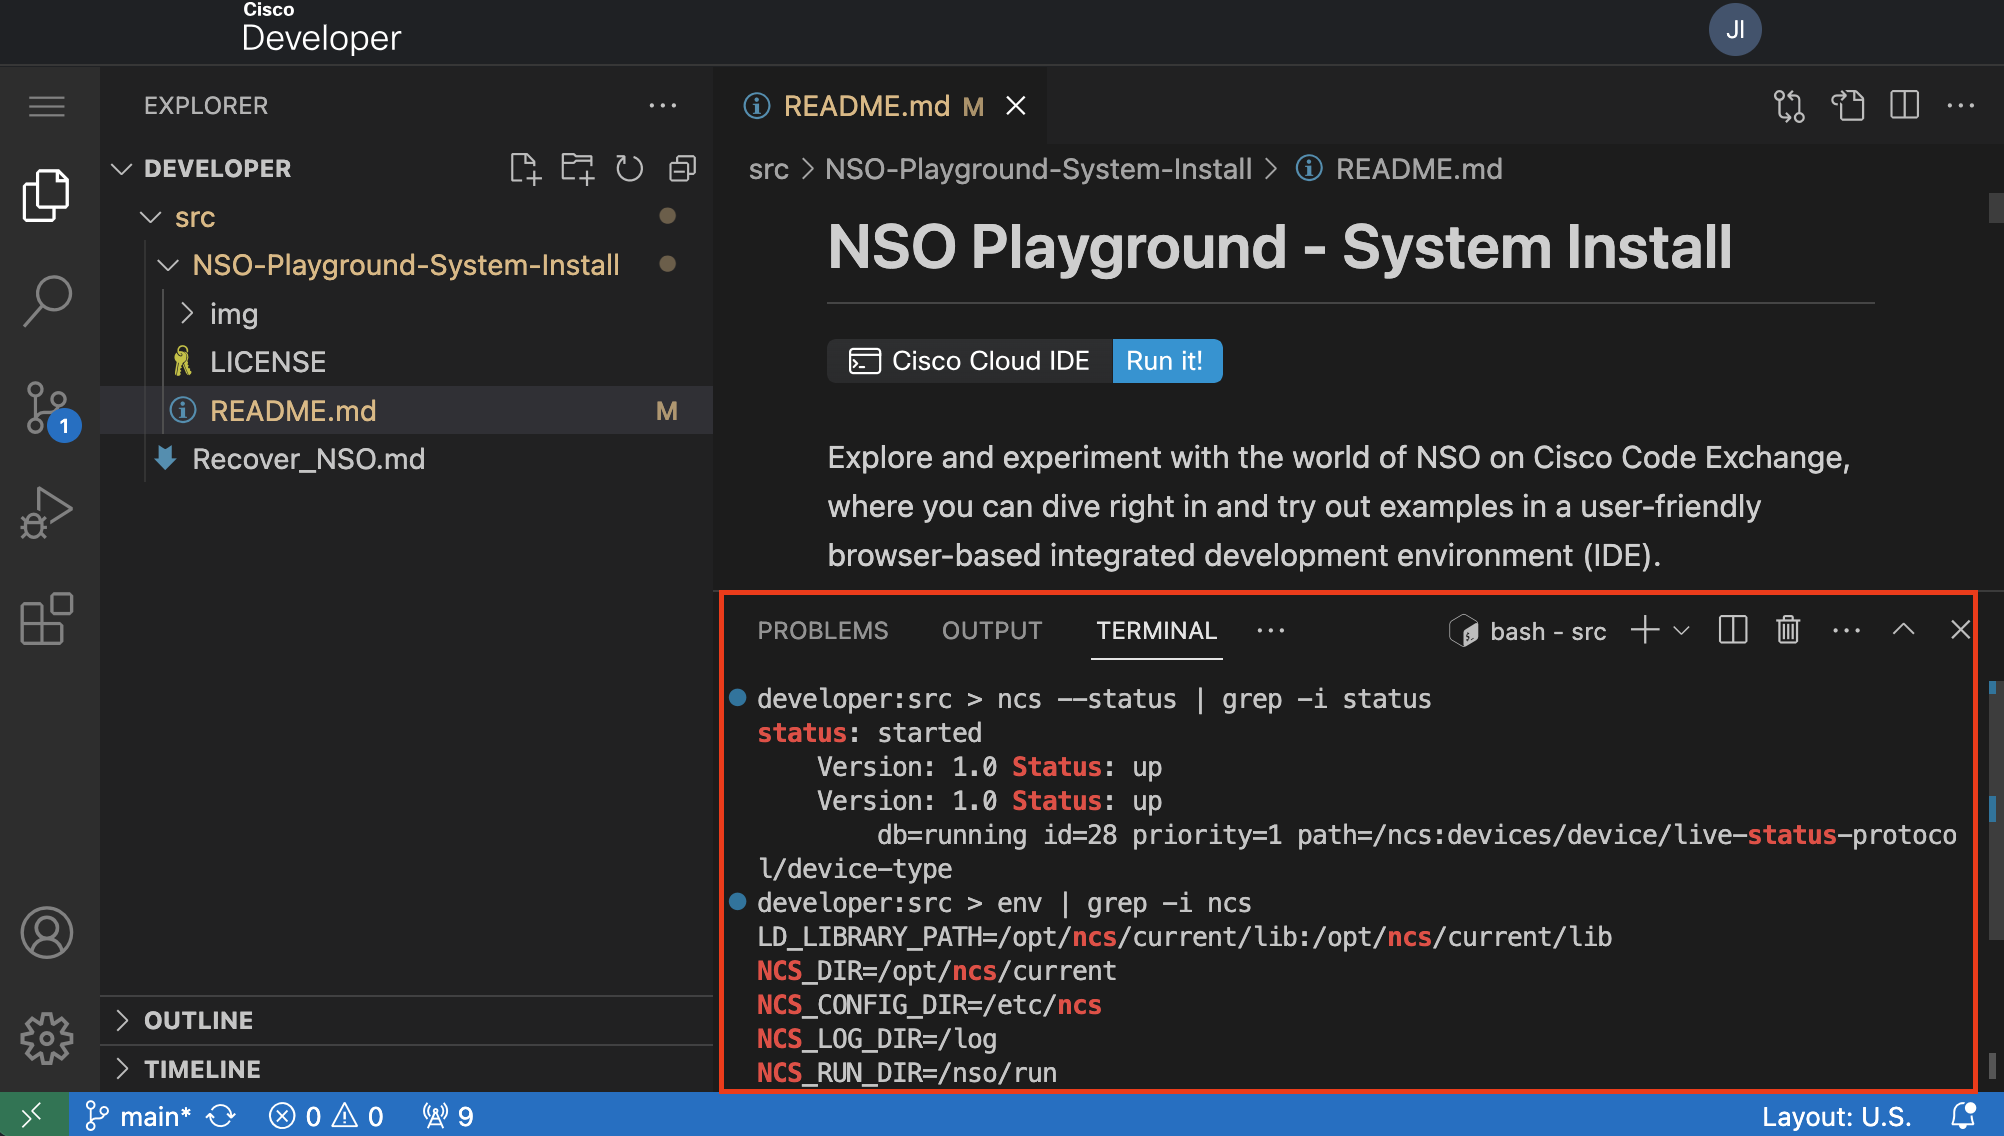 Cisco
Developer
JI
EXPLORER
DEVELOPER
src
NSO-Playground-System-Install
img
LICENSE
README.md M
Recover_NSO.md
1
OUTLINE
TIMELINE
README.md M
src > NSO-Playground-System-Install > README.md
NSO Playground - System Install
Cisco Cloud IDE Run it!
Explore and experiment with the world of NSO on Cisco Code Exchange,
where you can dive right in and try out examples in a user-friendly
browser-based integrated development environment (IDE).
PROBLEMS OUTPUT TERMINAL ··· bash - src
developer:src > ncs --status | grep -i status
status: started
Version: 1.0 Status: up
Version: 1.0 Status: up
db=running id=28 priority=1 path=/ncs:devices/device/live-status-protoco
l/device-type
developer:src > env | grep -i ncs
LD_LIBRARY_PATH=/opt/ncs/current/lib:/opt/ncs/current/lib
NCS_DIR=/opt/ncs/current
NCS_CONFIG_DIR=/etc/ncs
NCS_LOG_DIR=/log
NCS_RUN_DIR=/nso/run
main* 0 0 9 Layout: U.S.